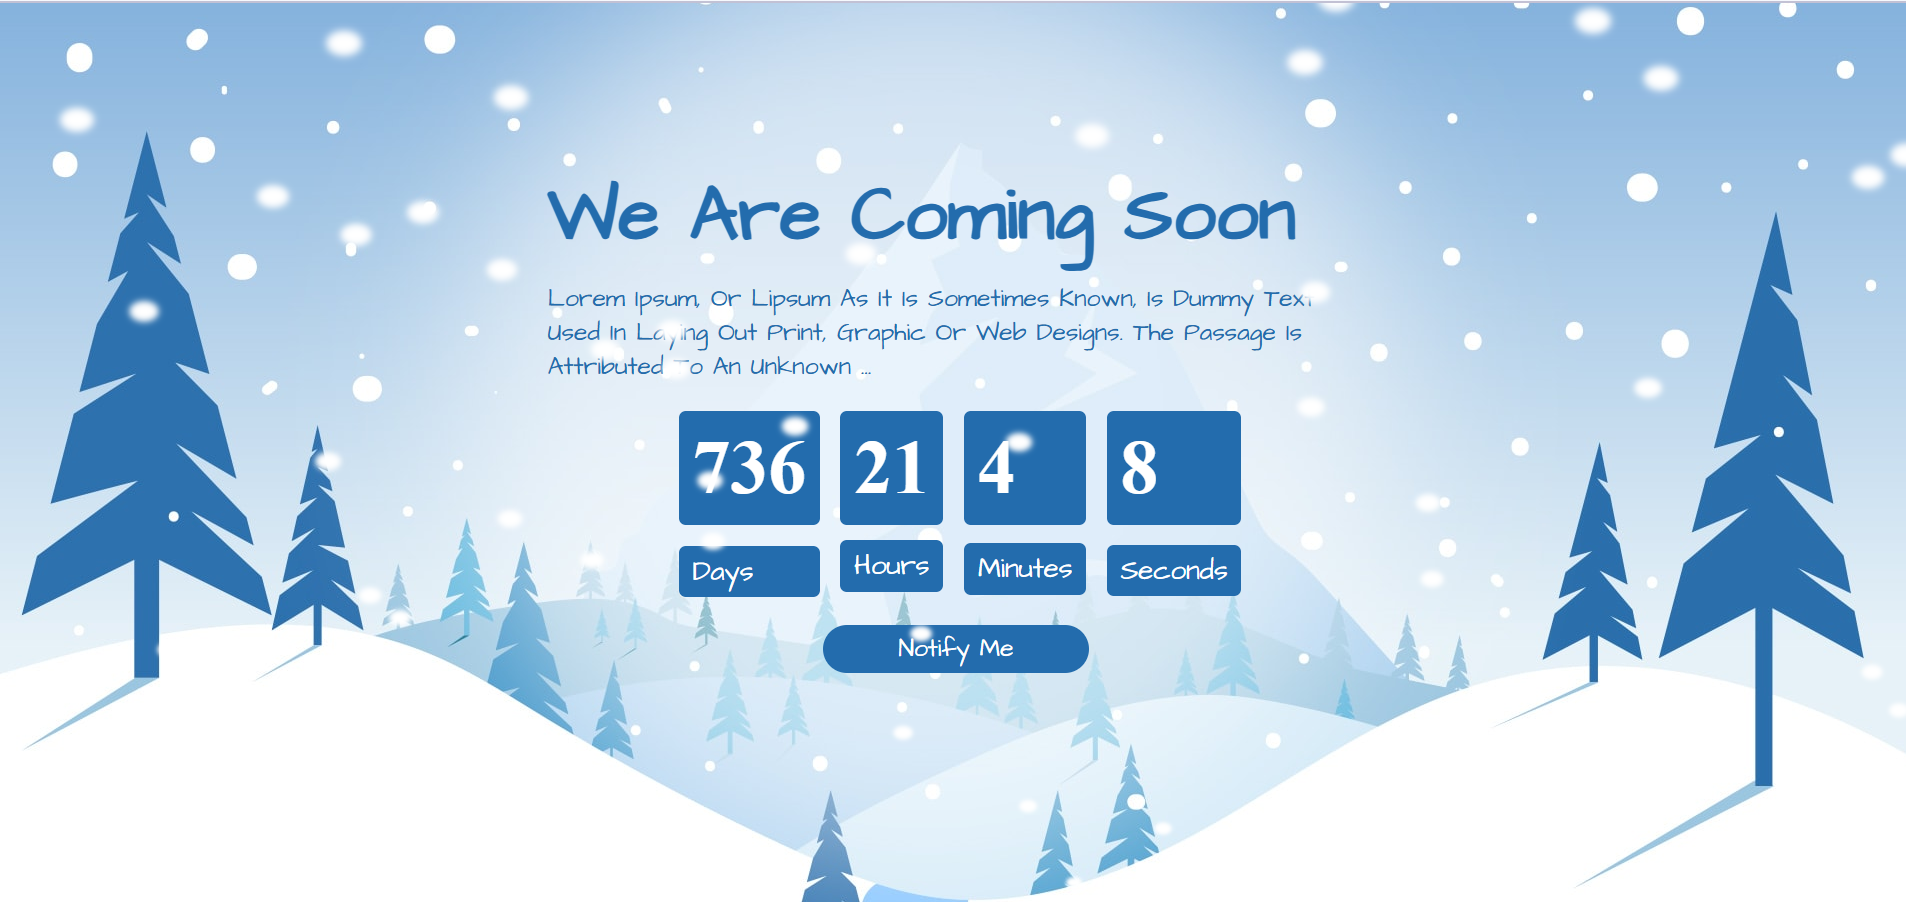 We Are Coming Soon
Lorem Ipsum, Or Lipsum As It Is Sometimes Known, Is Dummy Text
Used In Laying Out Print, Graphic Or Web Designs. The Passage Is
Attributed To An Unknown ...
736 21 4 8
Days Hours Minutes Seconds
Notify Me